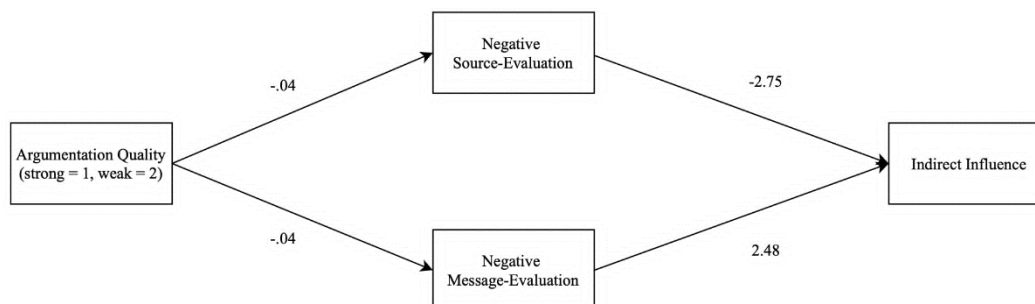 Negative
Source-Evaluation
-.04
-2.75
Argumentation Quality
(strong = 1, weak = 2)
Indirect Influence
-.04
2.48
Negative
Message-Evaluation